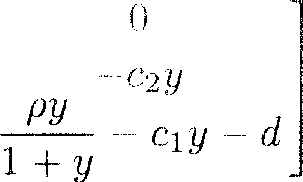 0
−c₂y
ρy/(1 + y) − c₁y − d ]